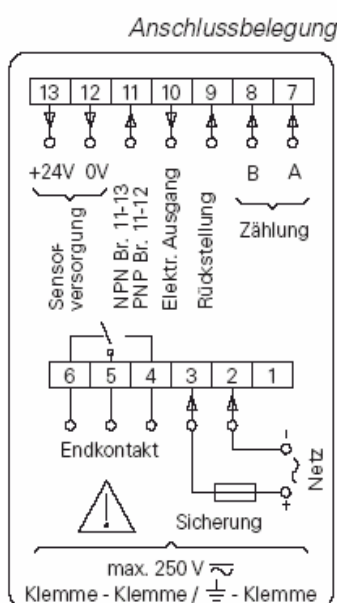 Anschlussbelegung
13 12 11 10 9 8 7
+24V 0V
B A
Sensor-
versorgung
NPN Br. 11-13
PNP Br. 11-12
Elektr. Ausgang
Rückstellung
Zählung
6 5 4 3 2 1
Endkontakt
-
Netz
+
Sicherung
max. 250 V
Klemme - Klemme / - Klemme